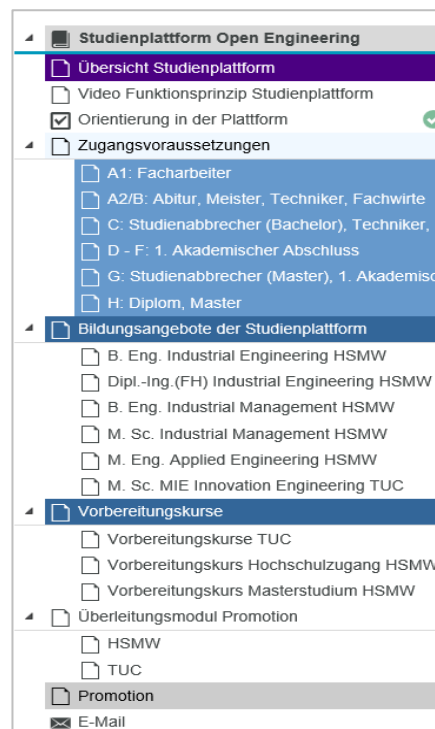 Studienplattform Open Engineering
Übersicht Studienplattform
Video Funktionsprinzip Studienplattform
Orientierung in der Plattform
Zugangsvoraussetzungen
A1: Facharbeiter
A2/B: Abitur, Meister, Techniker, Fachwirte
C: Studienabbrecher (Bachelor), Techniker,
D - F: 1. Akademischer Abschluss
G: Studienabbrecher (Master), 1. Akademisc
H: Diplom, Master
Bildungsangebote der Studienplattform
B. Eng. Industrial Engineering HSMW
Dipl.-Ing.(FH) Industrial Engineering HSMW
B. Eng. Industrial Management HSMW
M. Sc. Industrial Management HSMW
M. Eng. Applied Engineering HSMW
M. Sc. MIE Innovation Engineering TUC
Vorbereitungskurse
Vorbereitungskurse TUC
Vorbereitungskurs Hochschulzugang HSMW
Vorbereitungskurs Masterstudium HSMW
Überleitungsmodul Promotion
HSMW
TUC
Promotion
E-Mail